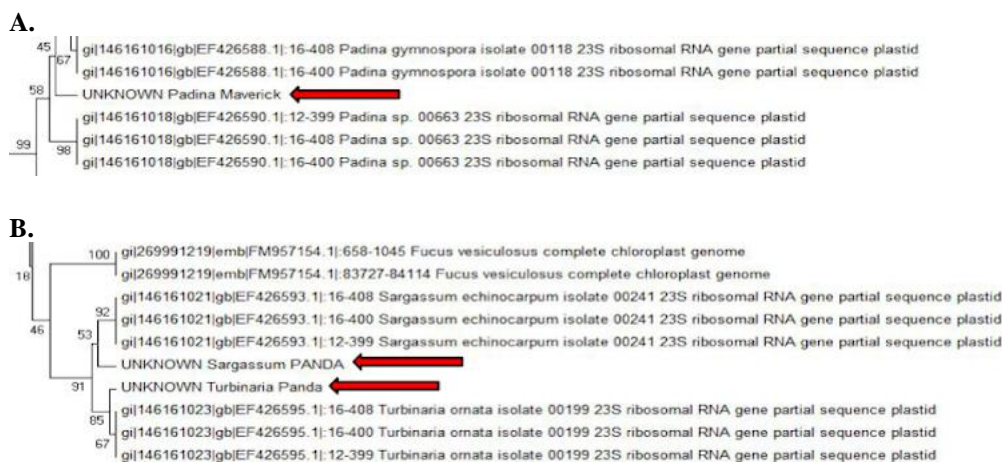 A.
45
gi|146161016|gb|EF426588.1|:16-408 Padina gymnospora isolate 00118 23S ribosomal RNA gene partial sequence plastid
67
gi|146161016|gb|EF426588.1|:16-400 Padina gymnospora isolate 00118 23S ribosomal RNA gene partial sequence plastid
58
UNKNOWN Padina Maverick
gi|146161018|gb|EF426590.1|:12-399 Padina sp. 00663 23S ribosomal RNA gene partial sequence plastid
99
gi|146161018|gb|EF426590.1|:16-408 Padina sp. 00663 23S ribosomal RNA gene partial sequence plastid
98
gi|146161018|gb|EF426590.1|:16-400 Padina sp. 00663 23S ribosomal RNA gene partial sequence plastid
B.
100
gi|269991219|emb|FM957154.1|:658-1045 Fucus vesiculosus complete chloroplast genome
18
gi|269991219|emb|FM957154.1|:83727-84114 Fucus vesiculosus complete chloroplast genome
92
gi|146161021|gb|EF426593.1|:16-408 Sargassum echinocarpum isolate 00241 23S ribosomal RNA gene partial sequence plastid
46
gi|146161021|gb|EF426593.1|:16-400 Sargassum echinocarpum isolate 00241 23S ribosomal RNA gene partial sequence plastid
53
gi|146161021|gb|EF426593.1|:12-399 Sargassum echinocarpum isolate 00241 23S ribosomal RNA gene partial sequence plastid
UNKNOWN Sargassum PANDA
91
UNKNOWN Turbinaria Panda
85
gi|146161023|gb|EF426595.1|:16-408 Turbinaria ornata isolate 00199 23S ribosomal RNA gene partial sequence plastid
67
gi|146161023|gb|EF426595.1|:16-400 Turbinaria ornata isolate 00199 23S ribosomal RNA gene partial sequence plastid
gi|146161023|gb|EF426595.1|:12-399 Turbinaria ornata isolate 00199 23S ribosomal RNA gene partial sequence plastid